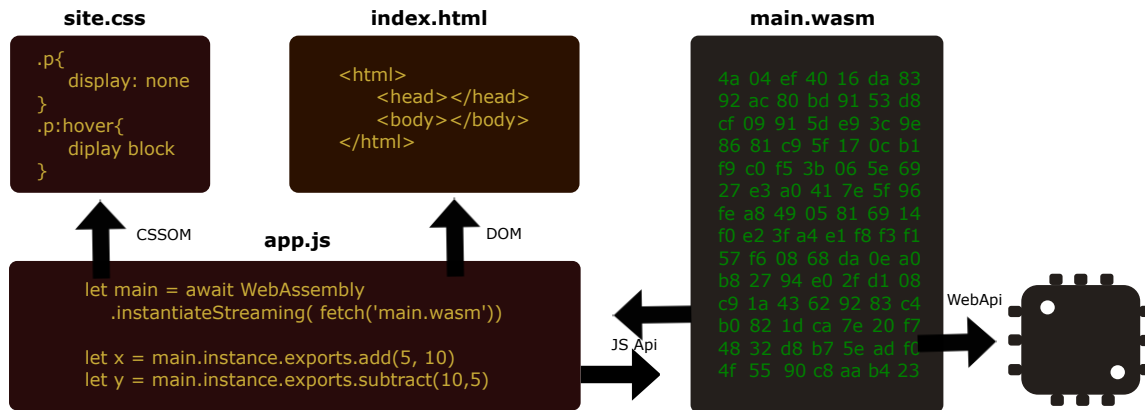 site.css
.p{
display: none
}
.p:hover{
diplay block
}
index.html
<html>
<head></head>
<body></body>
</html>
main.wasm
4a 04 ef 40 16 da 83
92 ac 80 bd 91 53 d8
cf 09 91 5d e9 3c 9e
86 81 c9 5f 17 0c b1
f9 c0 f5 3b 06 5e 69
27 e3 a0 41 7e 5f 96
fe a8 49 05 81 69 14
f0 e2 3f a4 e1 f8 f3 f1
57 f6 08 68 da 0e a0
b8 27 94 e0 2f d1 08
c9 1a 43 62 92 83 c4
b0 82 1d ca 7e 20 f7
48 32 d8 b7 5e ad f0
4f 55 90 c8 aa b4 23
CSSOM
DOM
app.js
let main = await WebAssembly
.instantiateStreaming( fetch('main.wasm'))
let x = main.instance.exports.add(5, 10)
let y = main.instance.exports.subtract(10,5)
JS Api
WebApi